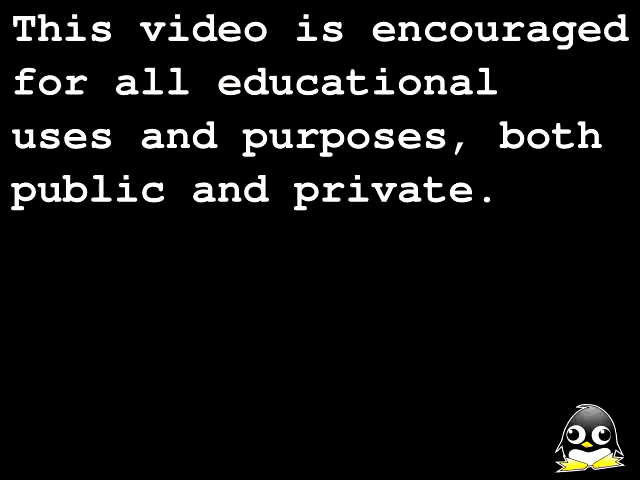 This video is encouraged
for all educational
uses and purposes, both
public and private.